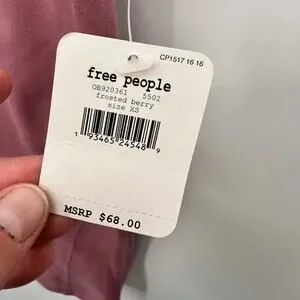 CP1517 16 16
free people
OB920361 5502
frosted berry
size XS
1 93465 24548 9
MSRP $68.00